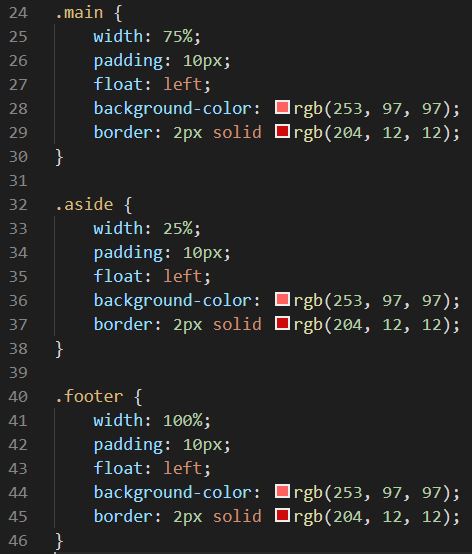 24 .main {
25     width: 75%;
26     padding: 10px;
27     float: left;
28     background-color: rgb(253, 97, 97);
29     border: 2px solid rgb(204, 12, 12);
30 }
31
32 .aside {
33     width: 25%;
34     padding: 10px;
35     float: left;
36     background-color: rgb(253, 97, 97);
37     border: 2px solid rgb(204, 12, 12);
38 }
39
40 .footer {
41     width: 100%;
42     padding: 10px;
43     float: left;
44     background-color: rgb(253, 97, 97);
45     border: 2px solid rgb(204, 12, 12);
46 }